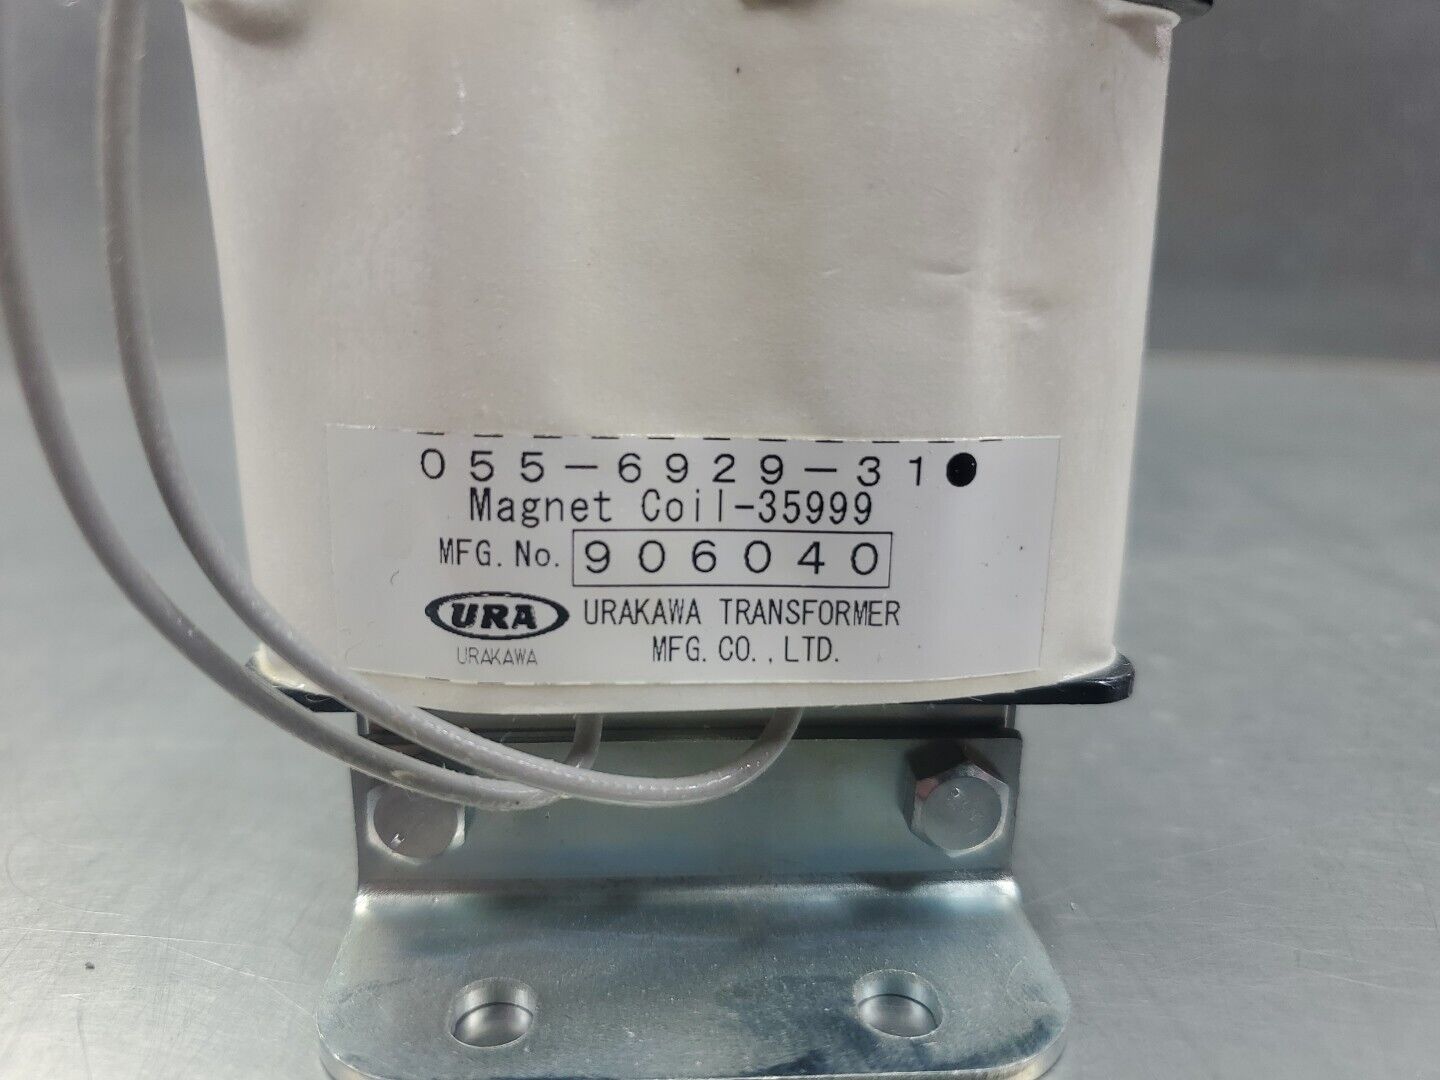 055-6929-31●
Magnet Coil-35999
MFG. No. 906040
URA URAKAWA TRANSFORMER
URAKAWA MFG. CO., LTD.